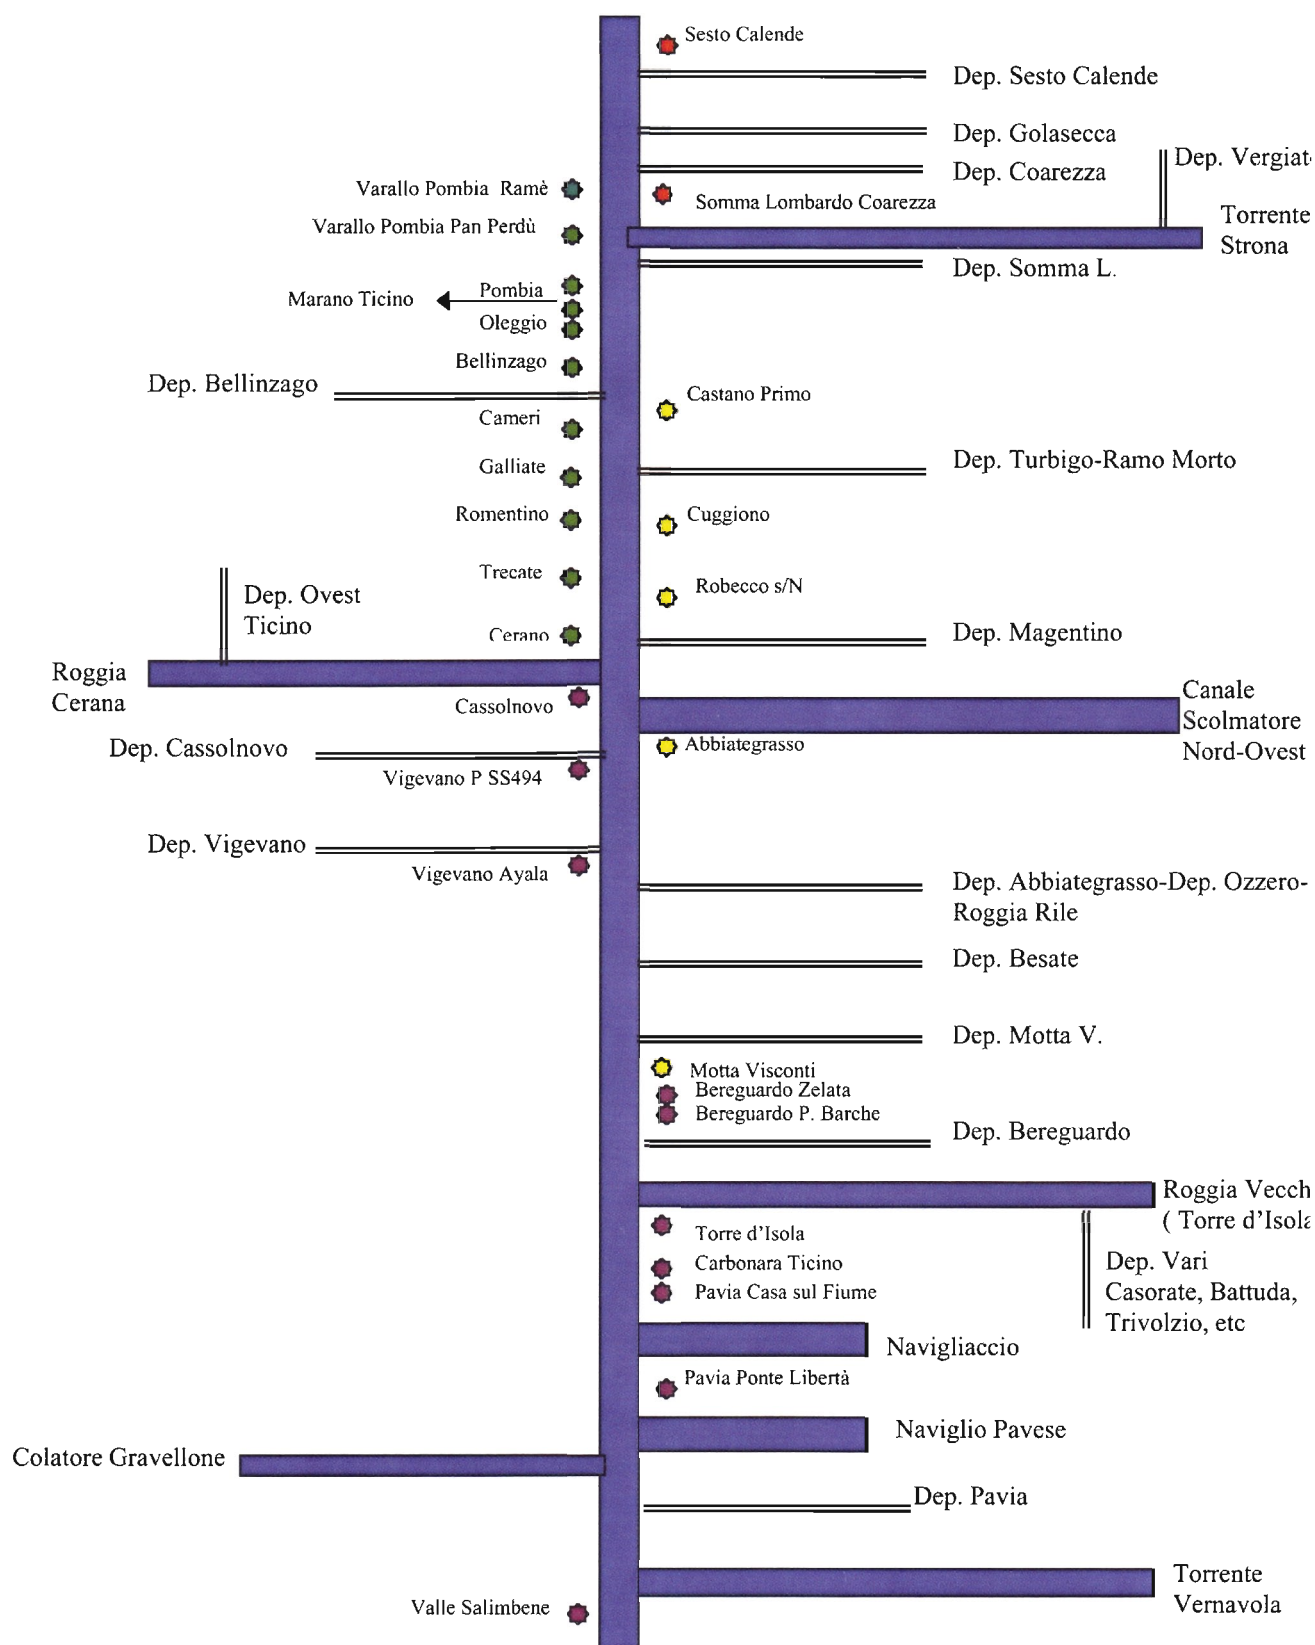 Sesto Calende
Dep. Sesto Calende
Dep. Golasecca
Dep. Vergiat
Dep. Coarezza
Varallo Pombia Ramè
Somma Lombardo Coarezza
Varallo Pombia Pan Perdù
Torrente
Strona
Dep. Somma L.
Pombia
Marano Ticino
Oleggio
Bellinzago
Dep. Bellinzago
Castano Primo
Cameri
Galliate
Dep. Turbigo-Ramo Morto
Romentino
Cuggiono
Trecate
Robecco s/N
Dep. Ovest
Ticino
Cerano
Dep. Magentino
Roggia
Cerana
Cassolnovo
Canale
Scolmatore
Nord-Ovest
Abbiategrasso
Dep. Cassolnovo
Vigevano P SS494
Dep. Vigevano
Vigevano Ayala
Dep. Abbiategrasso-Dep. Ozzero-
Roggia Rile
Dep. Besate
Dep. Motta V.
Motta Visconti
Bereguardo Zelata
Bereguardo P. Barche
Dep. Bereguardo
Roggia Vecch
( Torre d'Isola
Torre d'Isola
Carbonara Ticino
Pavia Casa sul Fiume
Dep. Vari
Casorate, Battuda,
Trivolzio, etc
Navigliaccio
Pavia Ponte Libertà
Naviglio Pavese
Colatore Gravellone
Dep. Pavia
Torrente
Vernavola
Valle Salimbene